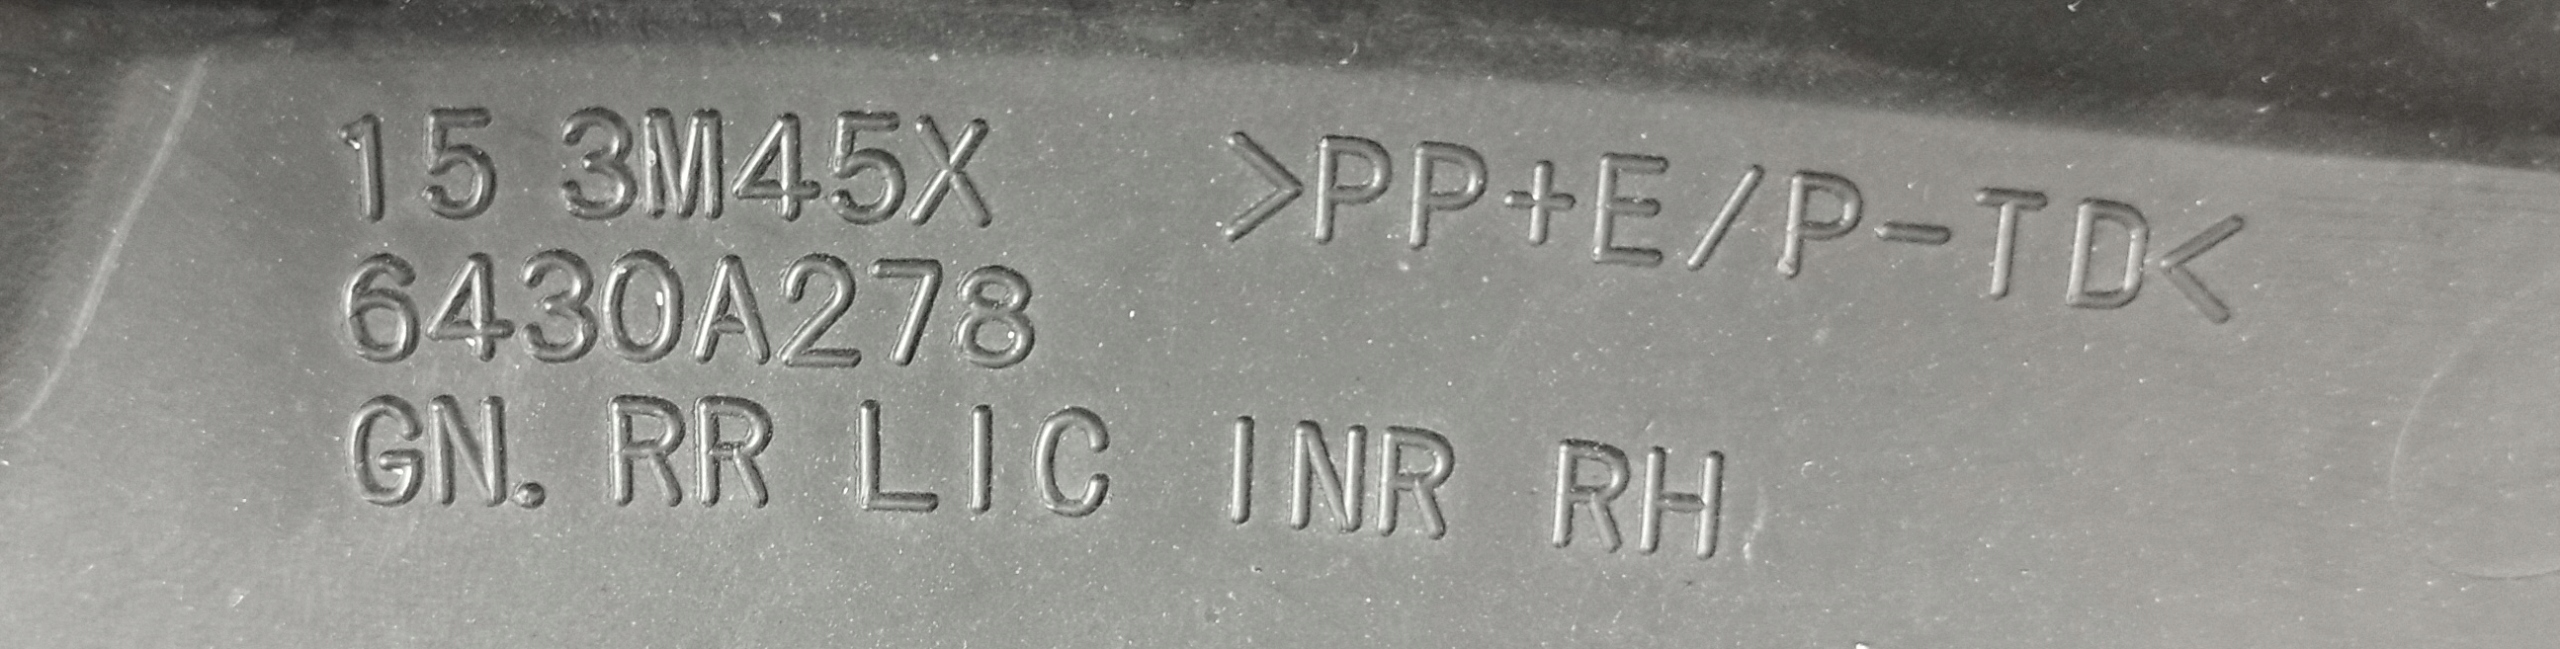 15 3M45X >PP+E/P-TD<
6430A278
GN. RR LIC INR RH